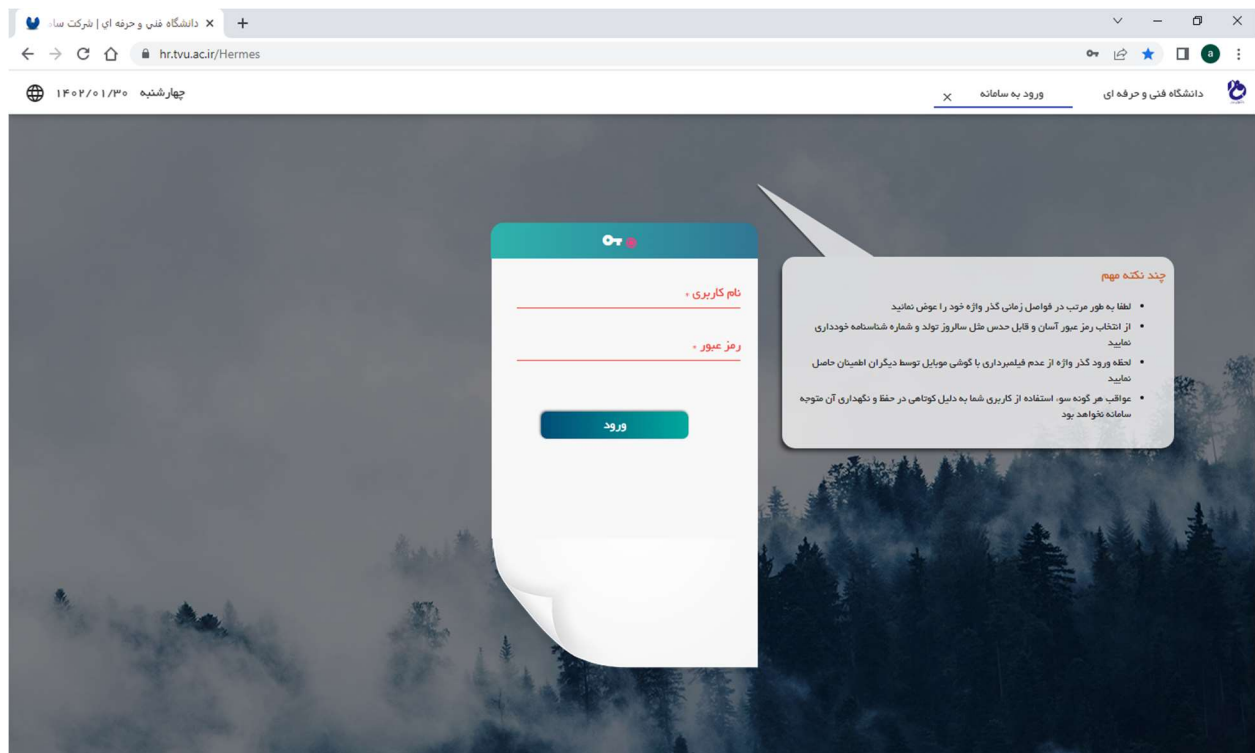 دانشگاه فني و حرفه اي | شركت سا
hr.tvu.ac.ir/Hermes
a
دانشگاه فنی و حرفه ای
ورود به سامانه
چهارشنبه ۱۴۰۲/۰۱/۳۰
نام کاربری *
رمز عبور *
ورود
چند نکته مهم
لطفا به طور مرتب در فواصل زمانی گذر واژه خود را عوض نمائید
از انتخاب رمز عبور آسان و قابل حدس مثل سالروز تولد و شماره شناسنامه خودداری
نمایید
لحظه ورود گذر واژه از عدم فیلمبرداری با گوشی موبایل توسط دیگران اطمینان حاصل
نمایید
عواقب هر گونه سوء استفاده از کاربری شما به دلیل کوتاهی در حفظ و نگهداری آن متوجه
سامانه نخواهد بود